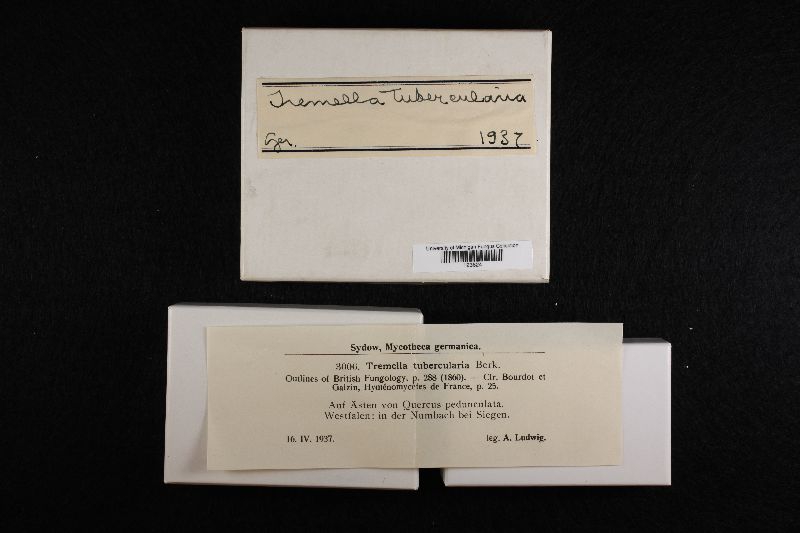 Tremella tubercularia
Ger. 1937
University of Michigan Fungus Collection
Sydow, Mycotheca germanica.
3006. Tremella tubercularia Berk.
Outlines of British Fungology, p. 288 (1860). — Cfr. Bourdot et
Galzin, Hyménomycètes de France, p. 25.
Auf Ästen von Quercus pedunculata.
Westfalen: in der Numbach bei Siegen.
16. IV. 1937. leg. A. Ludwig.